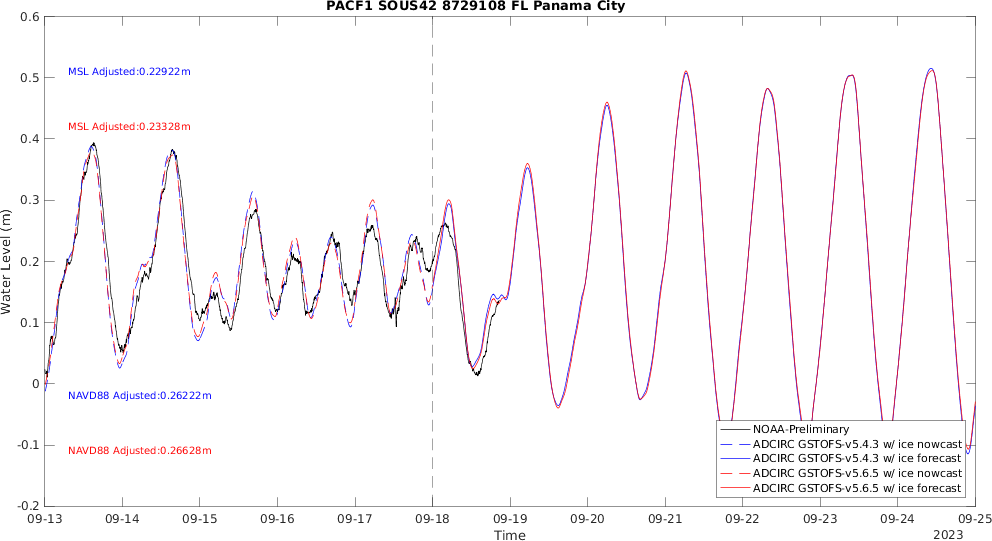 PACF1 SOUS42 8729108 FL Panama City
0.6
0.5
0.4
0.3
0.2
0.1
0
-0.1
-0.2
Water Level (m)
MSL Adjusted:0.22922m
MSL Adjusted:0.23328m
NAVD88 Adjusted:0.26222m
NAVD88 Adjusted:0.26628m
NOAA-Preliminary
ADCIRC GSTOFS-v5.4.3 w/ ice nowcast
ADCIRC GSTOFS-v5.4.3 w/ ice forecast
ADCIRC GSTOFS-v5.6.5 w/ ice nowcast
ADCIRC GSTOFS-v5.6.5 w/ ice forecast
09-13 09-14 09-15 09-16 09-17 09-18 09-19 09-20 09-21 09-22 09-23 09-24 09-25
Time
2023